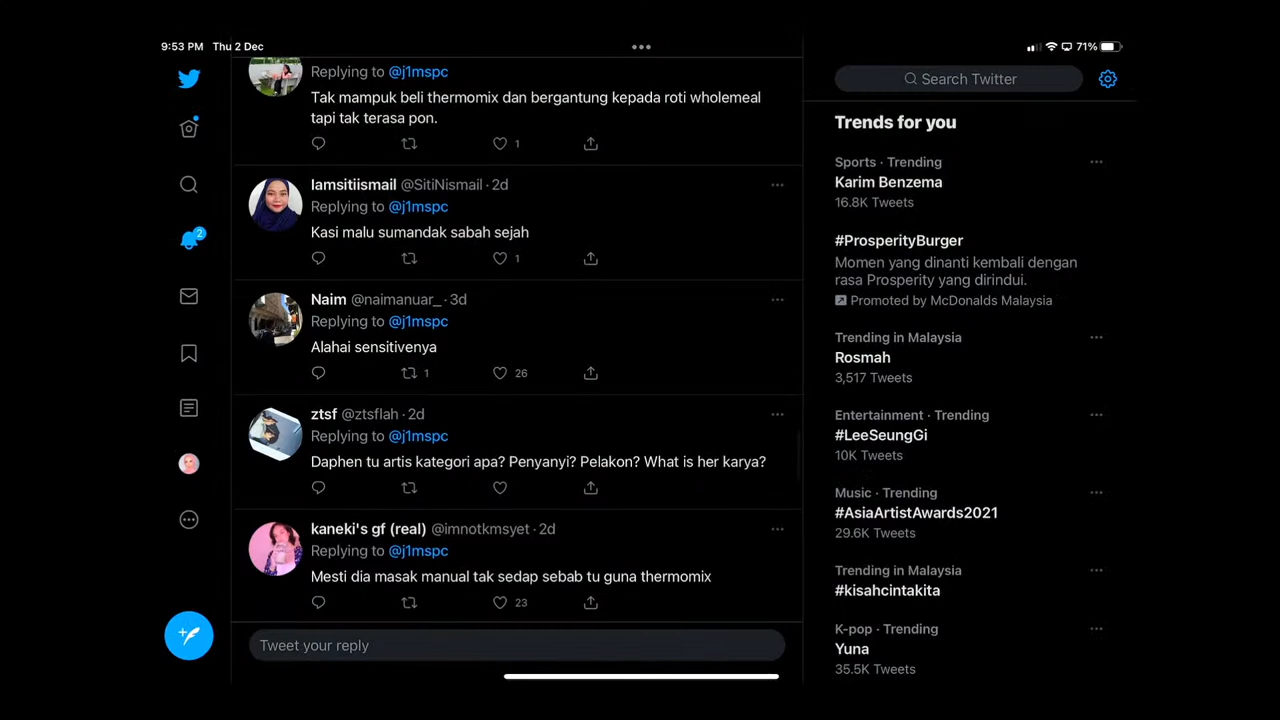 9:53 PM Thu 2 Dec
71%
Replying to @j1mspc
Tak mampuk beli thermomix dan bergantung kepada roti wholemeal
tapi tak terasa pon.
1
Iamsitiismail @SitiNismail · 2d
Replying to @j1mspc
Kasi malu sumandak sabah sejah
1
Naim @naimanuar_ · 3d
Replying to @j1mspc
Alahai sensitivenya
1 26
ztsf @ztsflah · 2d
Replying to @j1mspc
Daphen tu artis kategori apa? Penyanyi? Pelakon? What is her karya?
kaneki's gf (real) @imnotkmsyet · 2d
Replying to @j1mspc
Mesti dia masak manual tak sedap sebab tu guna thermomix
23
Tweet your reply
2
Search Twitter
Trends for you
Sports · Trending
Karim Benzema
16.8K Tweets
#ProsperityBurger
Momen yang dinanti kembali dengan
rasa Prosperity yang dirindui.
Promoted by McDonalds Malaysia
Trending in Malaysia
Rosmah
3,517 Tweets
Entertainment · Trending
#LeeSeungGi
10K Tweets
Music · Trending
#AsiaArtistAwards2021
29.6K Tweets
Trending in Malaysia
#kisahcintakita
K-pop · Trending
Yuna
35.5K Tweets